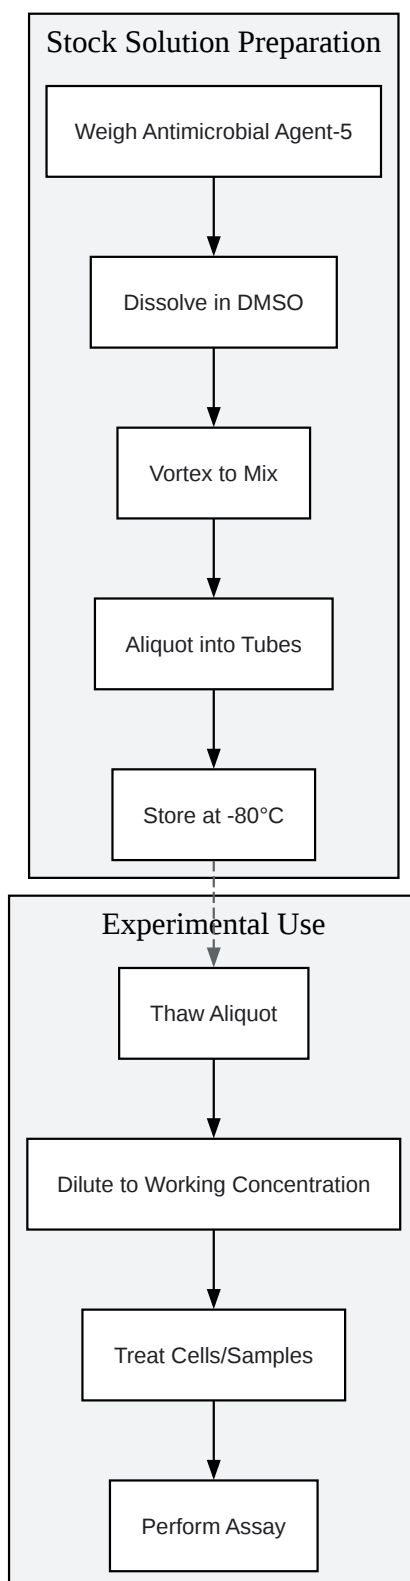 Stock Solution Preparation
Weigh Antimicrobial Agent-5
Dissolve in DMSO
Vortex to Mix
Aliquot into Tubes
Store at -80°C
Experimental Use
Thaw Aliquot
Dilute to Working Concentration
Treat Cells/Samples
Perform Assay